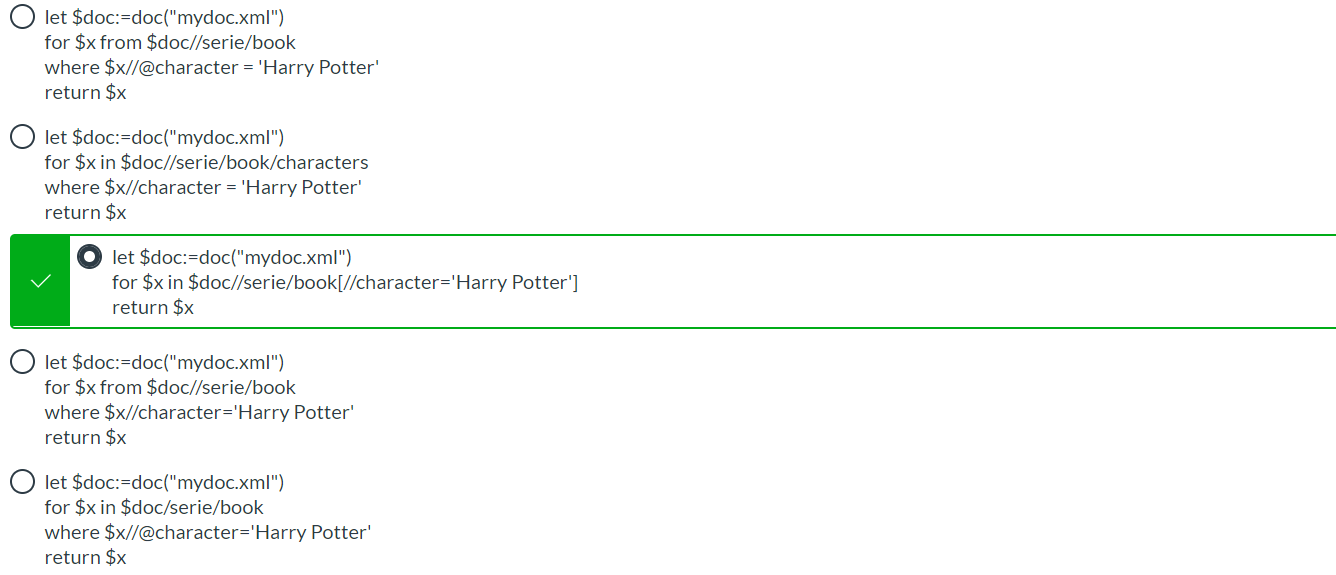 let $doc:=doc("mydoc.xml")
for $x from $doc//serie/book
where $x//@character = 'Harry Potter'
return $x
let $doc:=doc("mydoc.xml")
for $x in $doc//serie/book/characters
where $x//character = 'Harry Potter'
return $x
let $doc:=doc("mydoc.xml")
for $x in $doc//serie/book[//character='Harry Potter']
return $x
let $doc:=doc("mydoc.xml")
for $x from $doc//serie/book
where $x//character='Harry Potter'
return $x
let $doc:=doc("mydoc.xml")
for $x in $doc/serie/book
where $x//@character='Harry Potter'
return $x